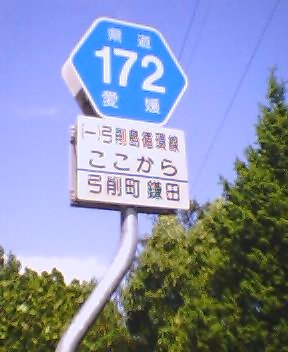 県道
172
愛媛
(一)弓削島循環線
ここから
弓削町 鎌田